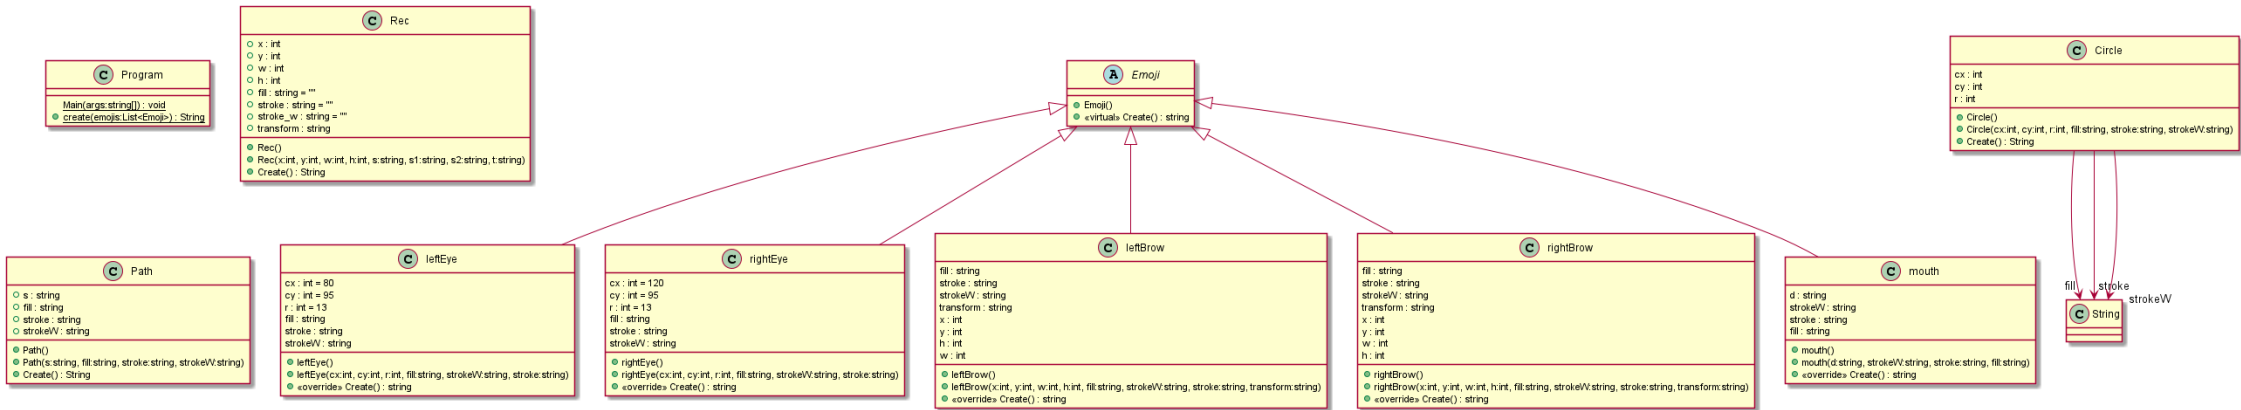 C Program
Main(args:string[]) : void
create(emojis:List<Emoji>) : String
C Rec
x : int
y : int
w : int
h : int
fill : string = ""
stroke : string = ""
stroke_w : string = ""
transform : string
Rec()
Rec(x:int, y:int, w:int, h:int, s:string, s1:string, s2:string, t:string)
Create() : String
A Emoji
Emoji()
«virtual» Create() : string
C Circle
cx : int
cy : int
r : int
Circle()
Circle(cx:int, cy:int, r:int, fill:string, stroke:string, strokeW:string)
Create() : String
C Path
s : string
fill : string
stroke : string
strokeW : string
Path()
Path(s:string, fill:string, stroke:string, strokeW:string)
Create() : String
C leftEye
cx : int = 80
cy : int = 95
r : int = 13
fill : string
stroke : string
strokeW : string
leftEye()
leftEye(cx:int, cy:int, r:int, fill:string, strokeW:string, stroke:string)
«override» Create() : string
C rightEye
cx : int = 120
cy : int = 95
r : int = 13
fill : string
stroke : string
strokeW : string
rightEye()
rightEye(cx:int, cy:int, r:int, fill:string, strokeW:string, stroke:string)
«override» Create() : string
C leftBrow
fill : string
stroke : string
strokeW : string
transform : string
x : int
y : int
h : int
w : int
leftBrow()
leftBrow(x:int, y:int, w:int, h:int, fill:string, strokeW:string, stroke:string, transform:string)
«override» Create() : string
C rightBrow
fill : string
stroke : string
strokeW : string
transform : string
x : int
y : int
w : int
h : int
rightBrow()
rightBrow(x:int, y:int, w:int, h:int, fill:string, strokeW:string, stroke:string, transform:string)
«override» Create() : string
C mouth
d : string
strokeW : string
stroke : string
fill : string
mouth()
mouth(d:string, strokeW:string, stroke:string, fill:string)
«override» Create() : string
fill
stroke
strokeW
C String